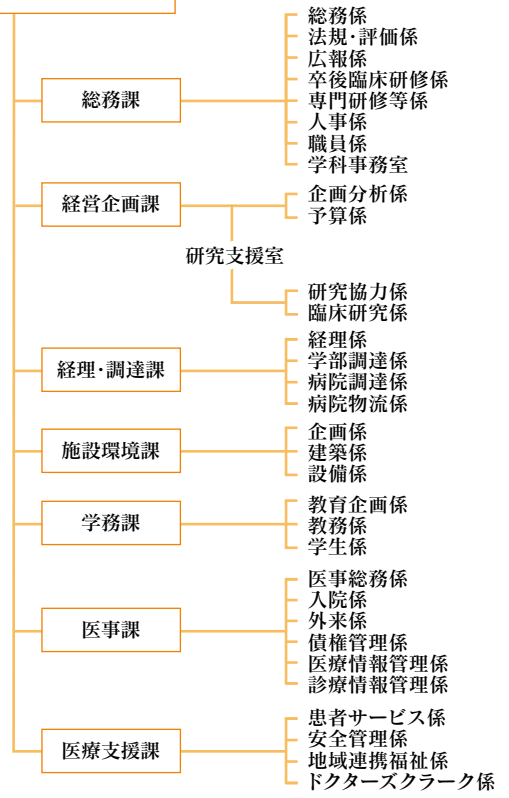 総務課
総務係
法規・評価係
広報係
卒後臨床研修係
専門研修等係
人事係
職員係
学科事務室
経営企画課
企画分析係
予算係
研究支援室
研究協力係
臨床研究係
経理・調達課
経理係
学部調達係
病院調達係
病院物流係
施設環境課
企画係
建築係
設備係
学務課
教育企画係
教務係
学生係
医事課
医事総務係
入院係
外来係
債権管理係
医療情報管理係
診療情報管理係
医療支援課
患者サービス係
安全管理係
地域連携福祉係
ドクターズクラーク係